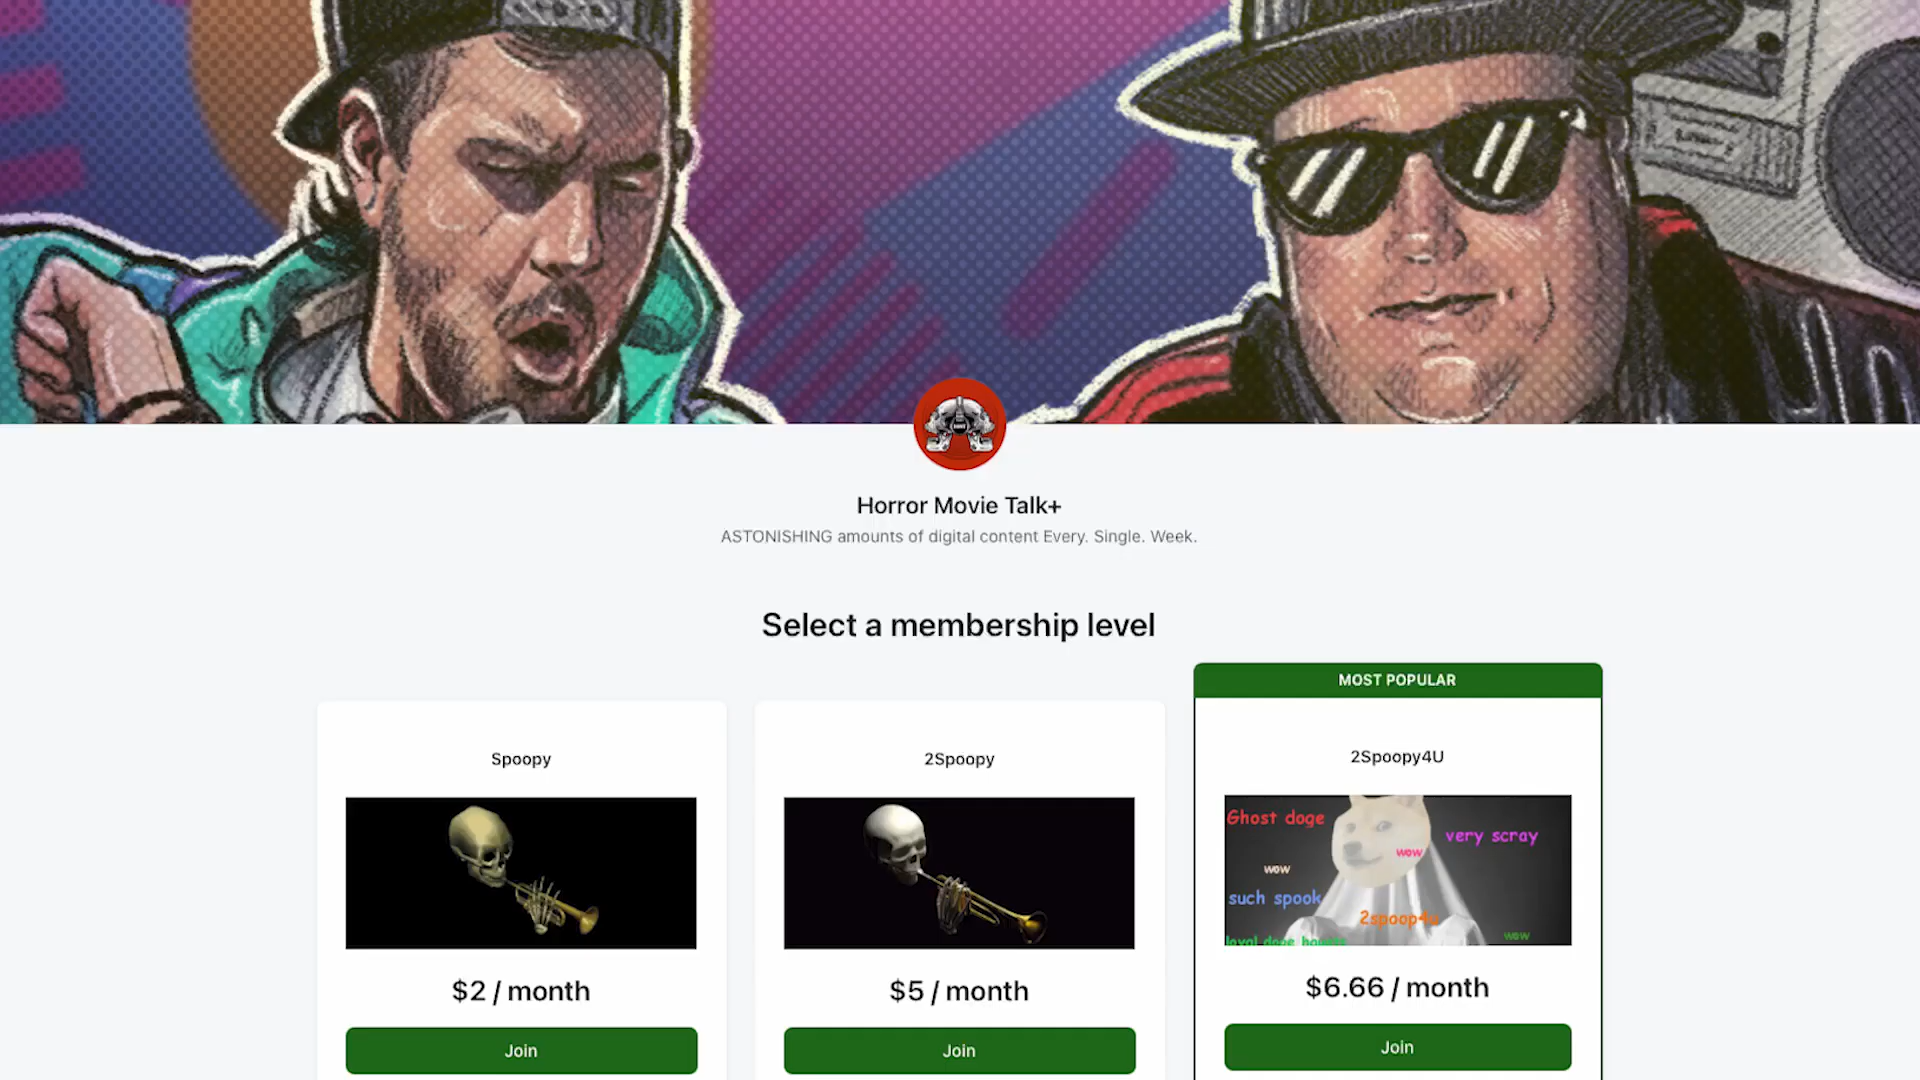 Horror Movie Talk+
ASTONISHING amounts of digital content Every. Single. Week.
Select a membership level
MOST POPULAR
Spoopy
2Spoopy
2Spoopy4U
Ghost doge
very scray
wow
wow
such spook
2spoop4u
wow
$2 / month
$5 / month
$6.66 / month
Join
Join
Join